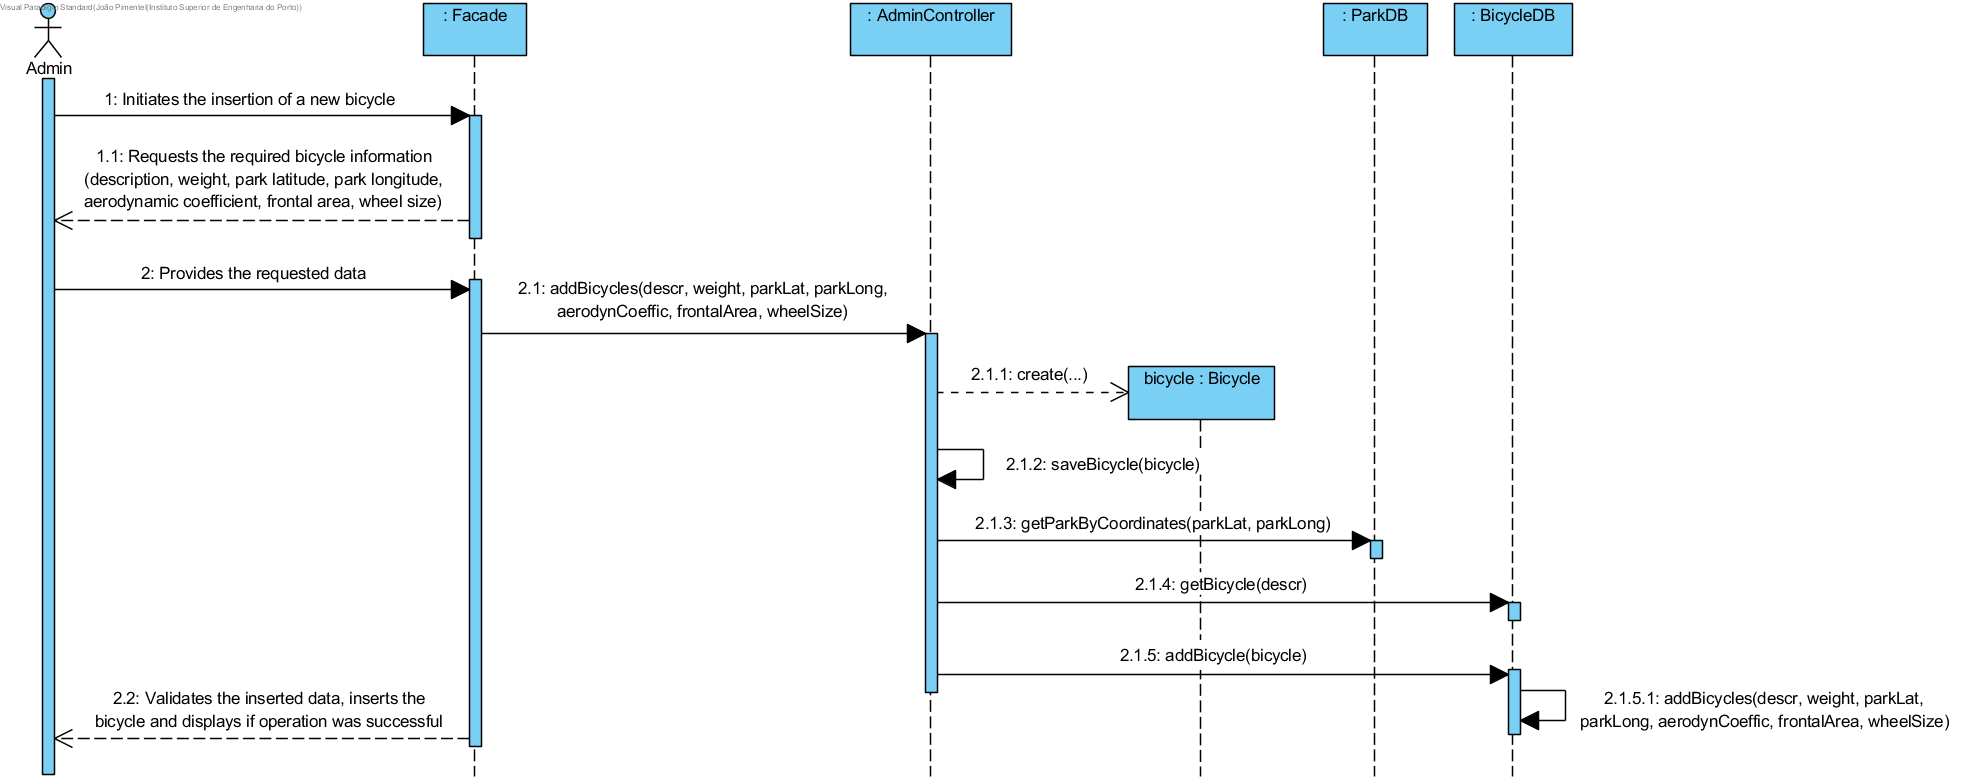 Visual Paradigm Standard(João Pimentel(Instituto Superior de Engenharia do Porto))
: Facade
: AdminController
: ParkDB
: BicycleDB
Admin
1: Initiates the insertion of a new bicycle
1.1: Requests the required bicycle information
(description, weight, park latitude, park longitude,
aerodynamic coefficient, frontal area, wheel size)
2: Provides the requested data
2.1: addBicycles(descr, weight, parkLat, parkLong,
aerodynCoeffic, frontalArea, wheelSize)
2.1.1: create(...)
bicycle : Bicycle
2.1.2: saveBicycle(bicycle)
2.1.3: getParkByCoordinates(parkLat, parkLong)
2.1.4: getBicycle(descr)
2.1.5: addBicycle(bicycle)
2.1.5.1: addBicycles(descr, weight, parkLat,
parkLong, aerodynCoeffic, frontalArea, wheelSize)
2.2: Validates the inserted data, inserts the
bicycle and displays if operation was successful